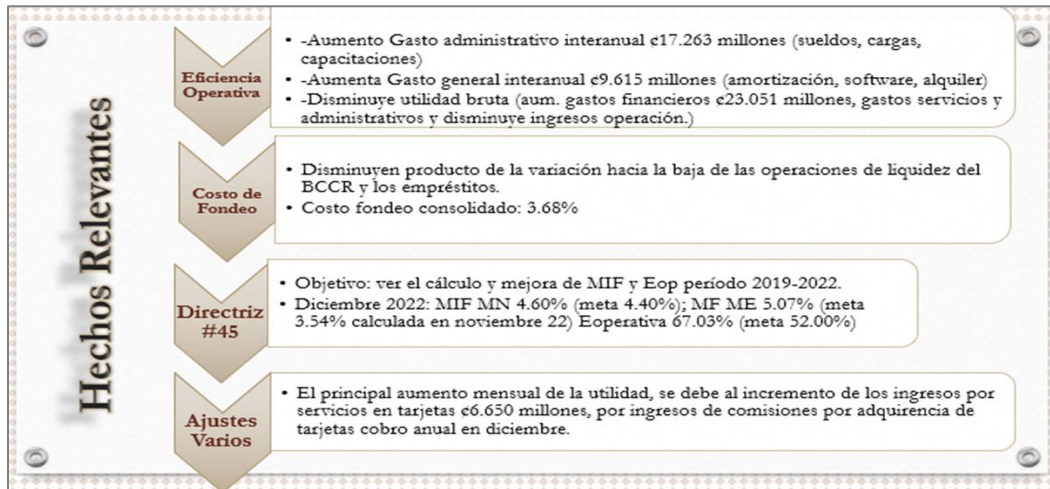 Hechos Relevantes
Eficiencia
Operativa
• -Aumento Gasto administrativo interanual ¢17.263 millones (sueldos, cargas,
capacitaciones)
• -Aumenta Gasto general interanual ¢9.615 millones (amortización, software, alquiler)
• -Disminuye utilidad bruta (aum. gastos financieros ¢23.051 millones, gastos servicios y
administrativos y disminuye ingresos operación.)
Costo de
Fondeo
• Disminuyen producto de la variación hacia la baja de las operaciones de liquidez del
BCCR y los empréstitos.
• Costo fondeo consolidado: 3.68%
Directriz
#45
• Objetivo: ver el cálculo y mejora de MIF y Eop período 2019-2022.
• Diciembre 2022: MIF MN 4.60% (meta 4.40%); MF ME 5.07% (meta
3.54% calculada en noviembre 22) Eoperativa 67.03% (meta 52.00%)
Ajustes
Varios
• El principal aumento mensual de la utilidad, se debe al incremento de los ingresos por
servicios en tarjetas ¢6.650 millones, por ingresos de comisiones por adquirencia de
tarjetas cobro anual en diciembre.